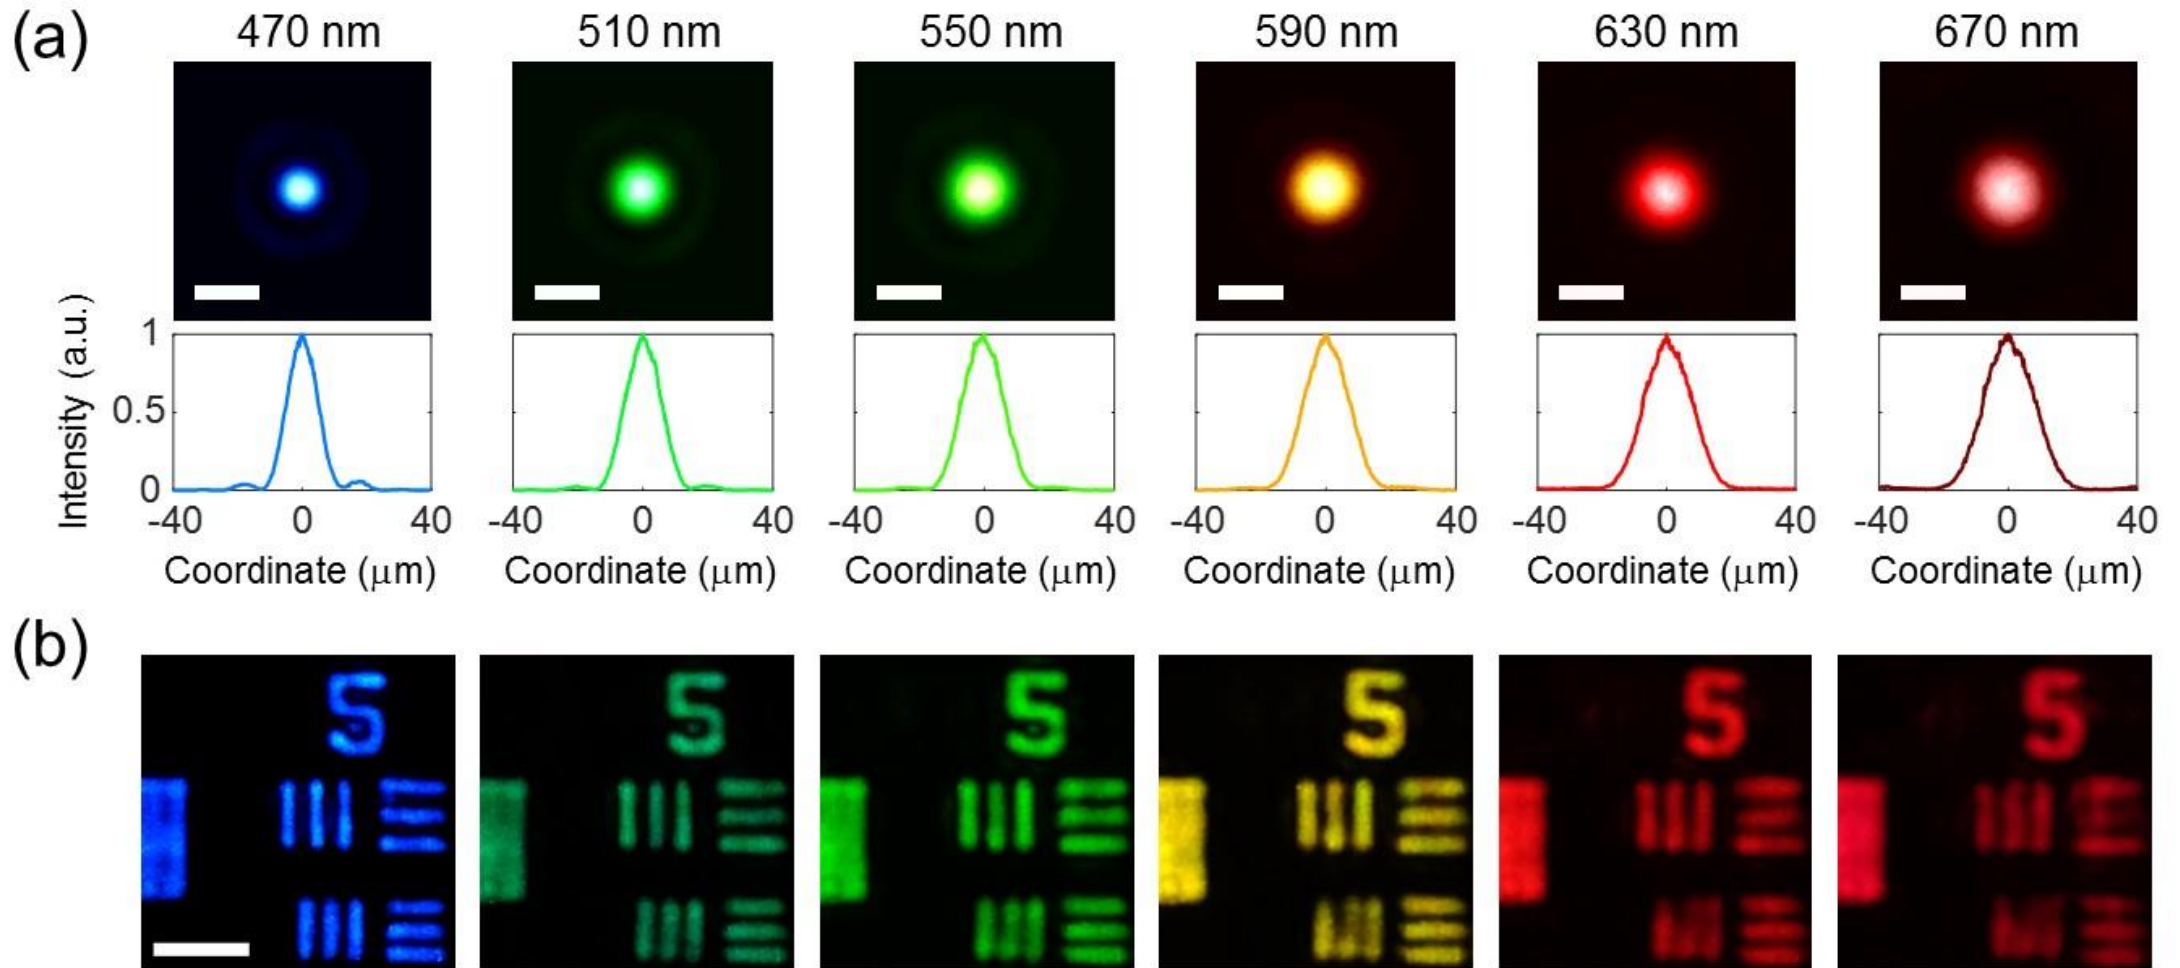 (a)
470 nm 510 nm 550 nm 590 nm 630 nm 670 nm
Intensity (a.u.)
1
0.5
0
-40 0 40 -40 0 40 -40 0 40 -40 0 40 -40 0 40 -40 0 40
Coordinate (μm) Coordinate (μm) Coordinate (μm) Coordinate (μm) Coordinate (μm) Coordinate (μm)
(b)
5 5 5 5 5 5